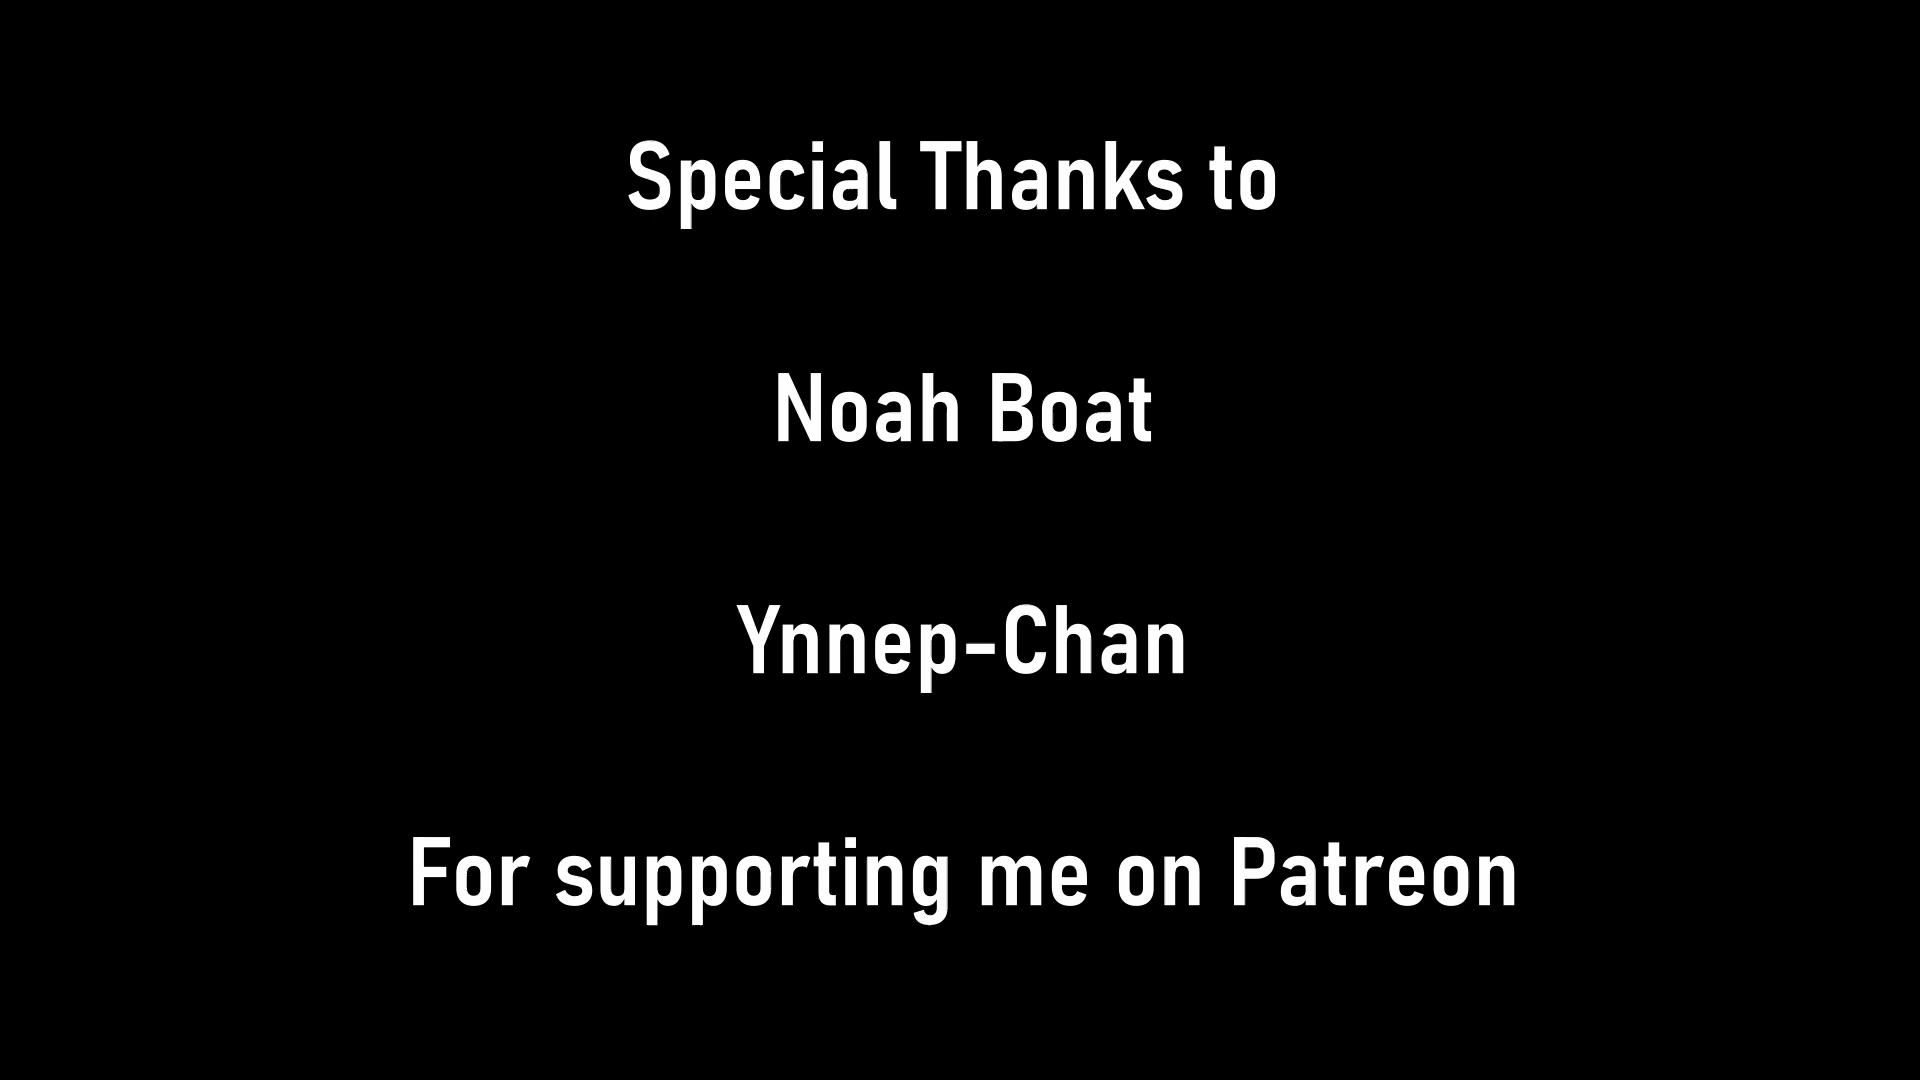 Special Thanks to
Noah Boat
Ynnep-Chan
For supporting me on Patreon